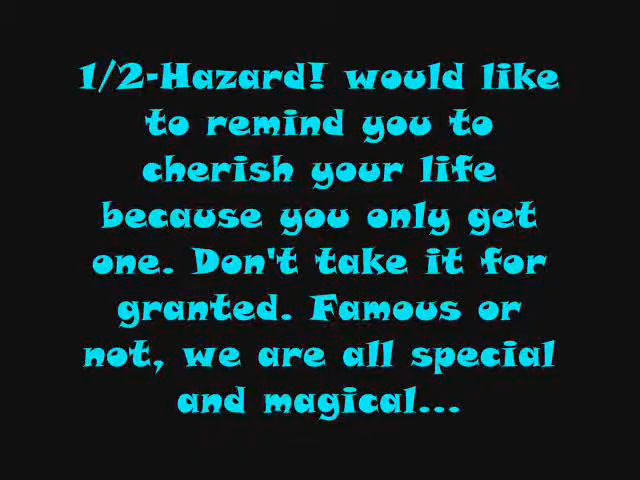 1/2-Hazard! would like
to remind you to
cherish your life
because you only get
one. Don't take it for
granted. Famous or
not, we are all special
and magical...